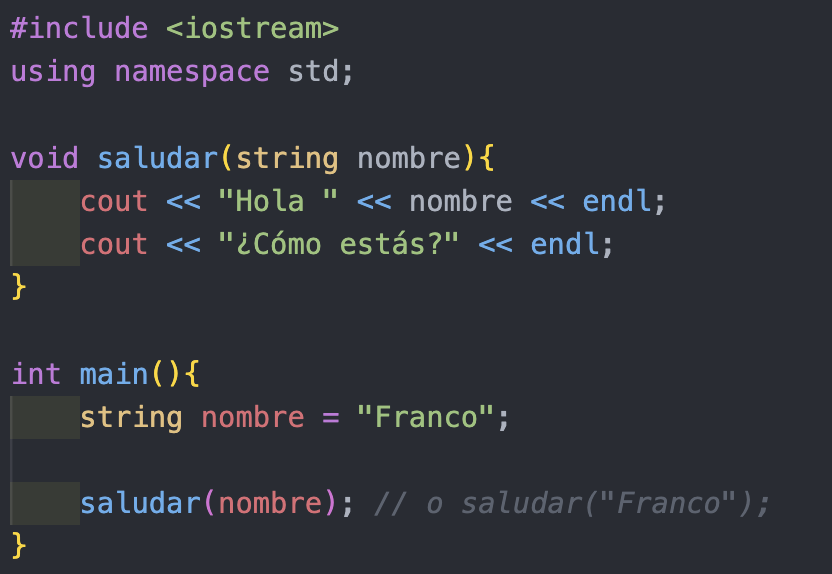 #include <iostream>
using namespace std;
void saludar(string nombre){
cout << "Hola " << nombre << endl;
cout << "¿Cómo estás?" << endl;
}
int main(){
string nombre = "Franco";
saludar(nombre); // o saludar("Franco");
}